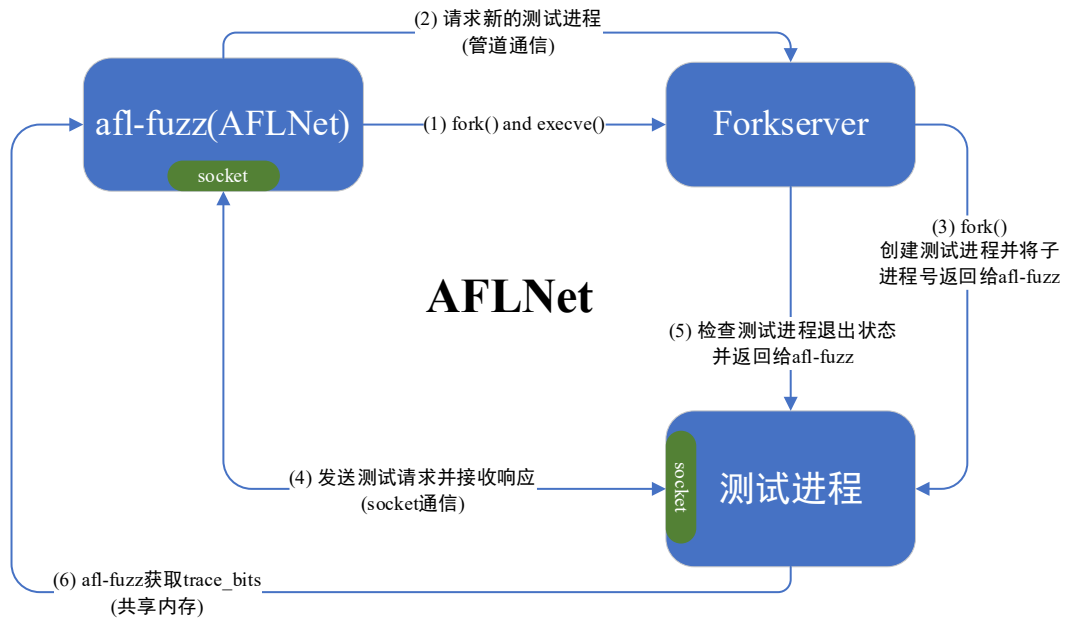 (2) 请求新的测试进程
(管道通信)
afl-fuzz(AFLNet)
(1) fork() and execve()
Forkserver
socket
(3) fork()
创建测试进程并将子
进程号返回给afl-fuzz
AFLNet
(5) 检查测试进程退出状态
并返回给afl-fuzz
(4) 发送测试请求并接收响应
(socket通信)
socket
测试进程
(6) afl-fuzz获取trace_bits
(共享内存)